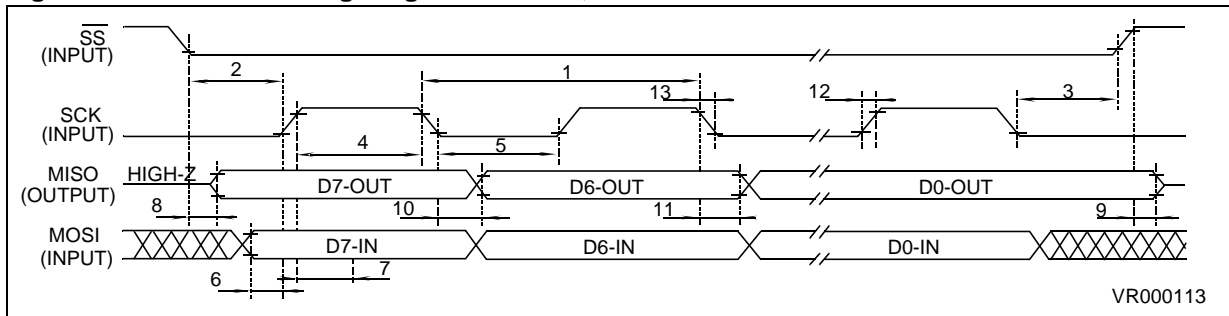 SS
(INPUT)
2
1
13
12
3
SCK
(INPUT)
4
5
MISO
(OUTPUT)
HIGH-Z
D7-OUT
D6-OUT
D0-OUT
8
10
11
9
MOSI
(INPUT)
D7-IN
D6-IN
D0-IN
6
7
VR000113